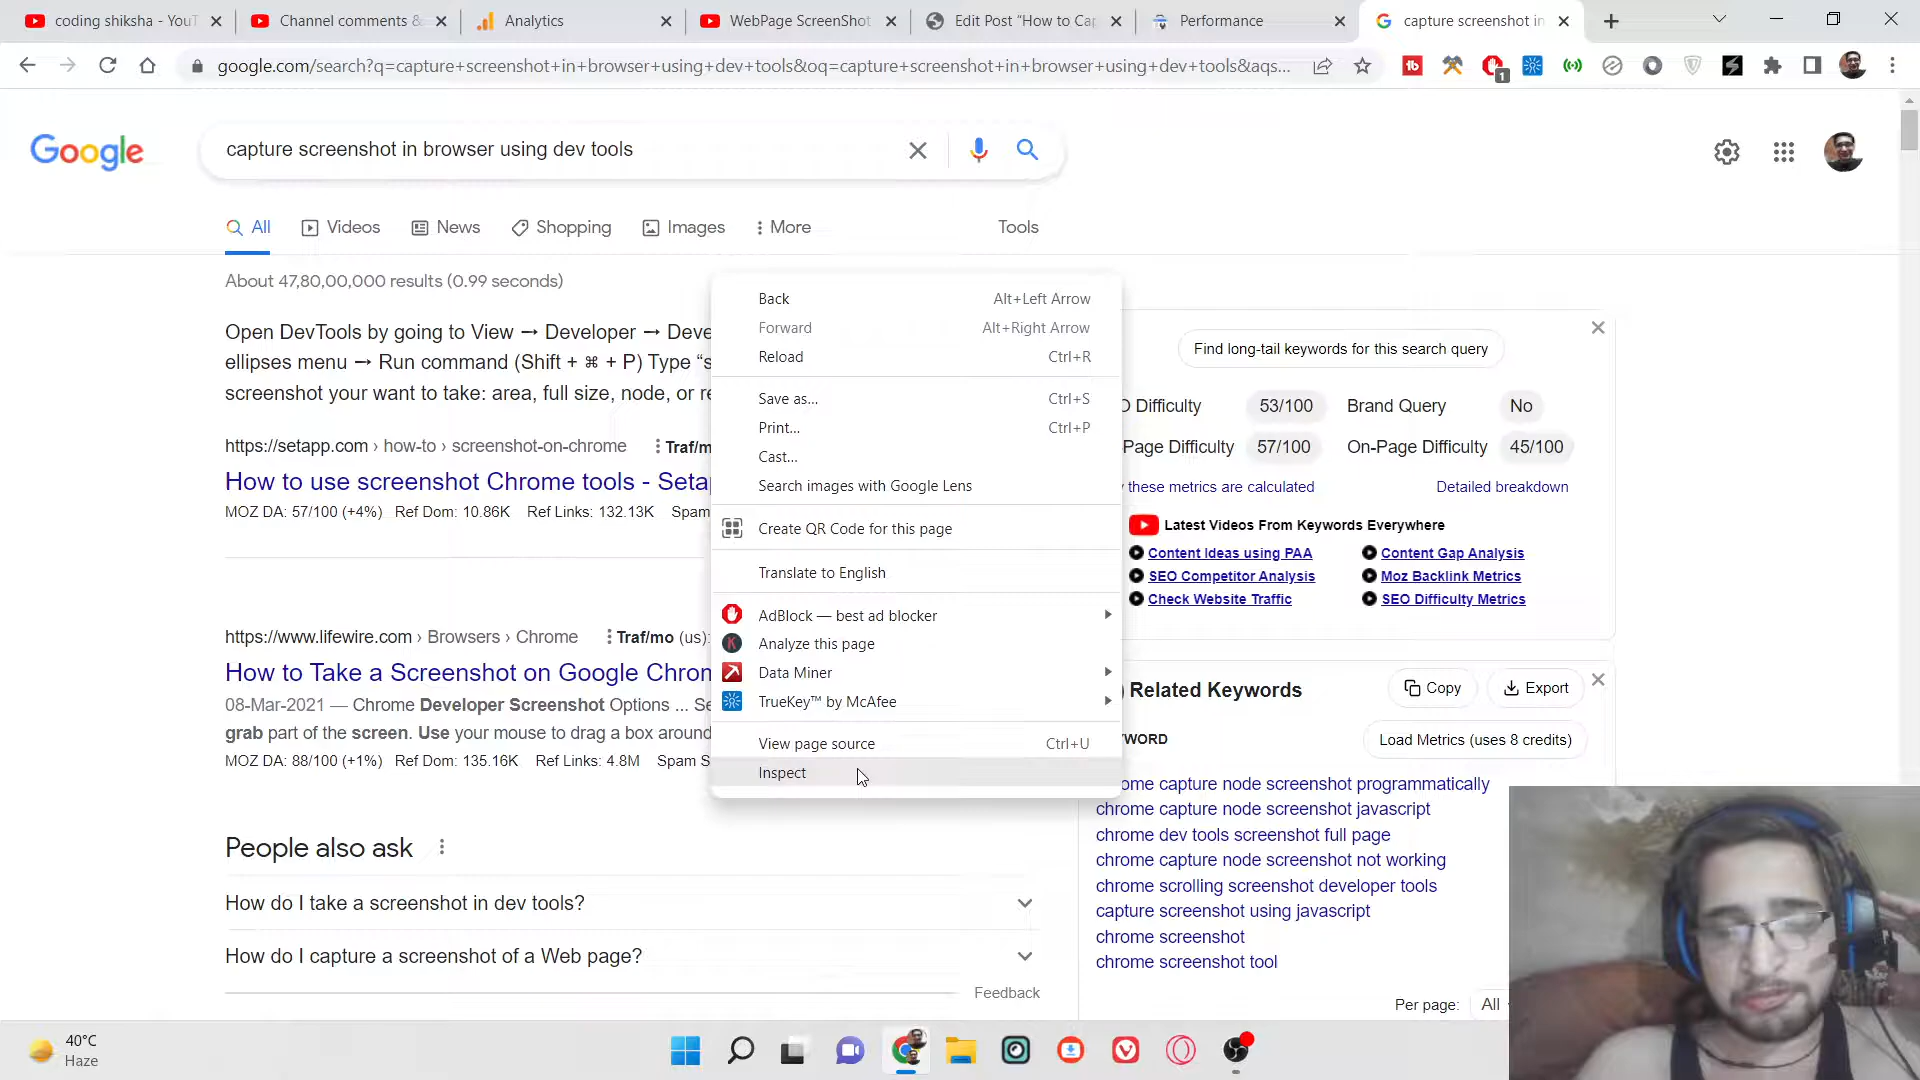 coding shiksha - YouT
Channel comments &
Analytics
WebPage ScreenShot
Edit Post "How to Cap
Performance
capture screenshot in
google.com/search?q=capture+screenshot+in+browser+using+dev+tools&oq=capture+screenshot+in+browser+using+dev+tools&aqs...
1
Google
capture screenshot in browser using dev tools
All
Videos
News
Shopping
Images
More
Tools
About 47,80,00,000 results (0.99 seconds)
Open DevTools by going to View → Developer → Deve
ellipses menu → Run command (Shift + ⌘ + P) Type “s
screenshot your want to take: area, full size, node, or re
https://setapp.com › how-to › screenshot-on-chrome
Traf/m
How to use screenshot Chrome tools - Setap
MOZ DA: 57/100 (+4%) Ref Dom: 10.86K Ref Links: 132.13K Spam
https://www.lifewire.com › Browsers › Chrome
Traf/mo (us):
How to Take a Screenshot on Google Chrom
08-Mar-2021 — Chrome Developer Screenshot Options ... Se
grab part of the screen. Use your mouse to drag a box around
MOZ DA: 88/100 (+1%) Ref Dom: 135.16K Ref Links: 4.8M Spam S
People also ask
How do I take a screenshot in dev tools?
How do I capture a screenshot of a Web page?
Feedback
Back Alt+Left Arrow
Forward Alt+Right Arrow
Reload Ctrl+R
Save as... Ctrl+S
Print... Ctrl+P
Cast...
Search images with Google Lens
Create QR Code for this page
Translate to English
AdBlock — best ad blocker
Analyze this page
Data Miner
TrueKey™ by McAfee
View page source Ctrl+U
Inspect
Find long-tail keywords for this search query
O Difficulty 53/100 Brand Query No
Page Difficulty 57/100 On-Page Difficulty 45/100
these metrics are calculated Detailed breakdown
Latest Videos From Keywords Everywhere
Content Ideas using PAA Content Gap Analysis
SEO Competitor Analysis Moz Backlink Metrics
Check Website Traffic SEO Difficulty Metrics
Related Keywords
Copy
Export
WORD
Load Metrics (uses 8 credits)
ome capture node screenshot programmatically
chrome capture node screenshot javascript
chrome dev tools screenshot full page
chrome capture node screenshot not working
chrome scrolling screenshot developer tools
capture screenshot using javascript
chrome screenshot
chrome screenshot tool
Per page: All
40°C
Haze